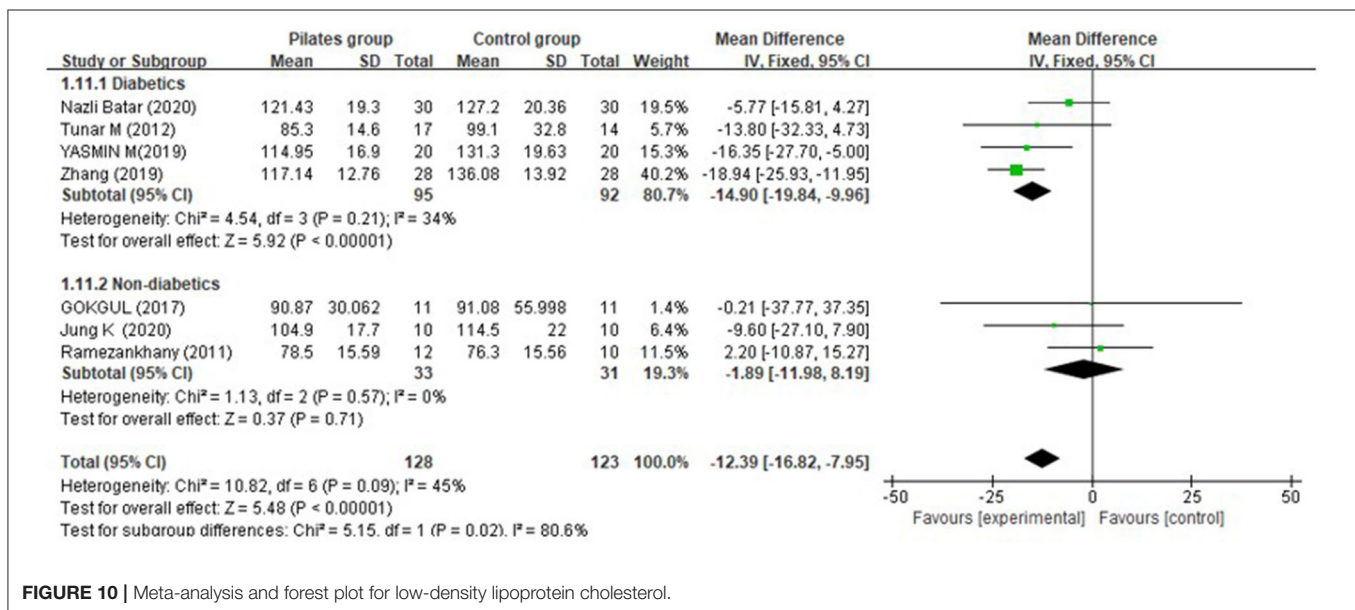 Pilates group Control group Mean Difference Mean Difference
Study or Subgroup Mean SD Total Mean SD Total Weight IV, Fixed, 95% CI IV, Fixed, 95% CI
1.11.1 Diabetics
Nazli Batar (2020) 121.43 19.3 30 127.2 20.36 30 19.5% -5.77 [-15.81, 4.27]
Tunar M (2012) 85.3 14.6 17 99.1 32.8 14 5.7% -13.80 [-32.33, 4.73]
YASMIN M(2019) 114.95 16.9 20 131.3 19.63 20 15.3% -16.35 [-27.70, -5.00]
Zhang (2019) 117.14 12.76 28 136.08 13.92 28 40.2% -18.94 [-25.93, -11.95]
Subtotal (95% CI) 95 92 80.7% -14.90 [-19.84, -9.96]
Heterogeneity: Chi² = 4.54, df = 3 (P = 0.21); I² = 34%
Test for overall effect: Z = 5.92 (P < 0.00001)
1.11.2 Non-diabetics
GOKGUL (2017) 90.87 30.062 11 91.08 55.998 11 1.4% -0.21 [-37.77, 37.35]
Jung K (2020) 104.9 17.7 10 114.5 22 10 6.4% -9.60 [-27.10, 7.90]
Ramezankhany (2011) 78.5 15.59 12 76.3 15.56 10 11.5% 2.20 [-10.87, 15.27]
Subtotal (95% CI) 33 31 19.3% -1.89 [-11.98, 8.19]
Heterogeneity: Chi² = 1.13, df = 2 (P = 0.57); I² = 0%
Test for overall effect: Z = 0.37 (P = 0.71)
Total (95% CI) 128 123 100.0% -12.39 [-16.82, -7.95]
Heterogeneity: Chi² = 10.82, df = 6 (P = 0.09); I² = 45%
Test for overall effect: Z = 5.48 (P < 0.00001)
Test for subgroup differences: Chi² = 5.15. df = 1 (P = 0.02). I² = 80.6%
-50 -25 0 25 50
Favours [experimental] Favours [control]
FIGURE 10 | Meta-analysis and forest plot for low-density lipoprotein cholesterol.